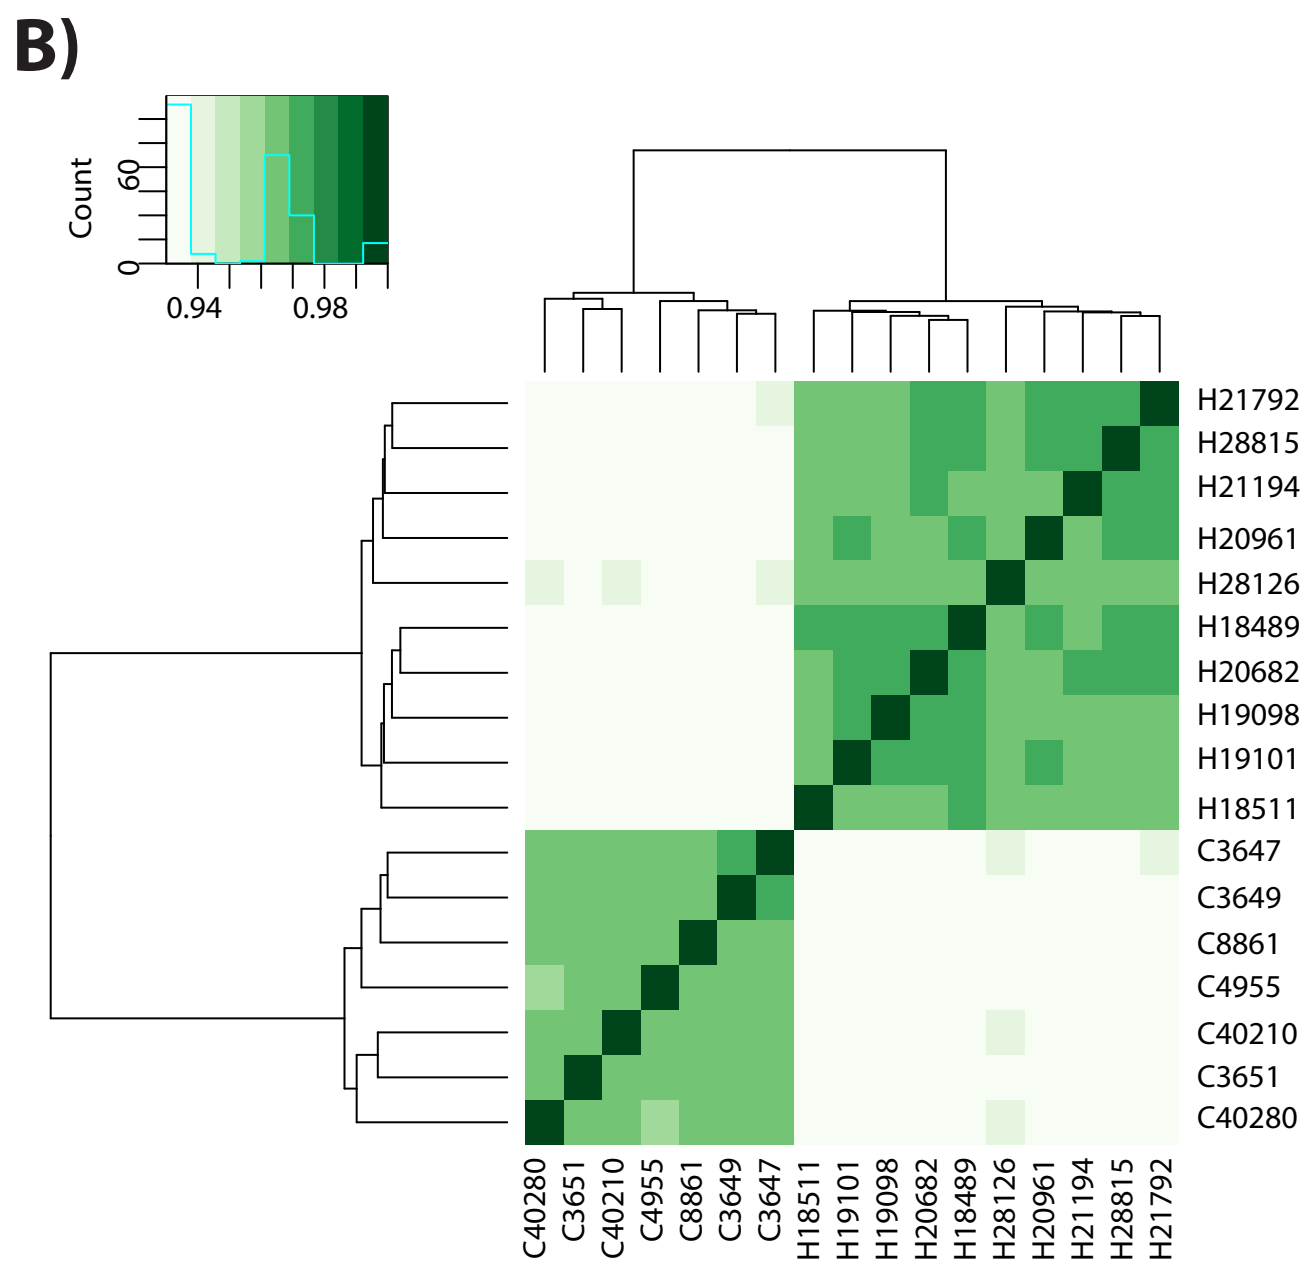 B)
Count
0
60
0.94
0.98
H21792
H28815
H21194
H20961
H28126
H18489
H20682
H19098
H19101
H18511
C3647
C3649
C8861
C4955
C40210
C3651
C40280
C40280
C3651
C40210
C4955
C8861
C3649
C3647
H18511
H19101
H19098
H20682
H18489
H28126
H20961
H21194
H28815
H21792